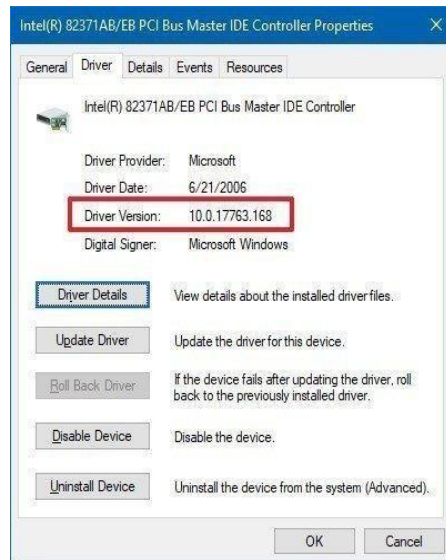 Intel(R) 82371AB/EB PCI Bus Master IDE Controller Properties
General Driver Details Events Resources
Intel(R) 82371AB/EB PCI Bus Master IDE Controller
Driver Provider: Microsoft
Driver Date: 6/21/2006
Driver Version: 10.0.17763.168
Digital Signer: Microsoft Windows
Driver Details View details about the installed driver files.
Update Driver Update the driver for this device.
Roll Back Driver If the device fails after updating the driver, roll
back to the previously installed driver.
Disable Device Disable the device.
Uninstall Device Uninstall the device from the system (Advanced).
OK Cancel